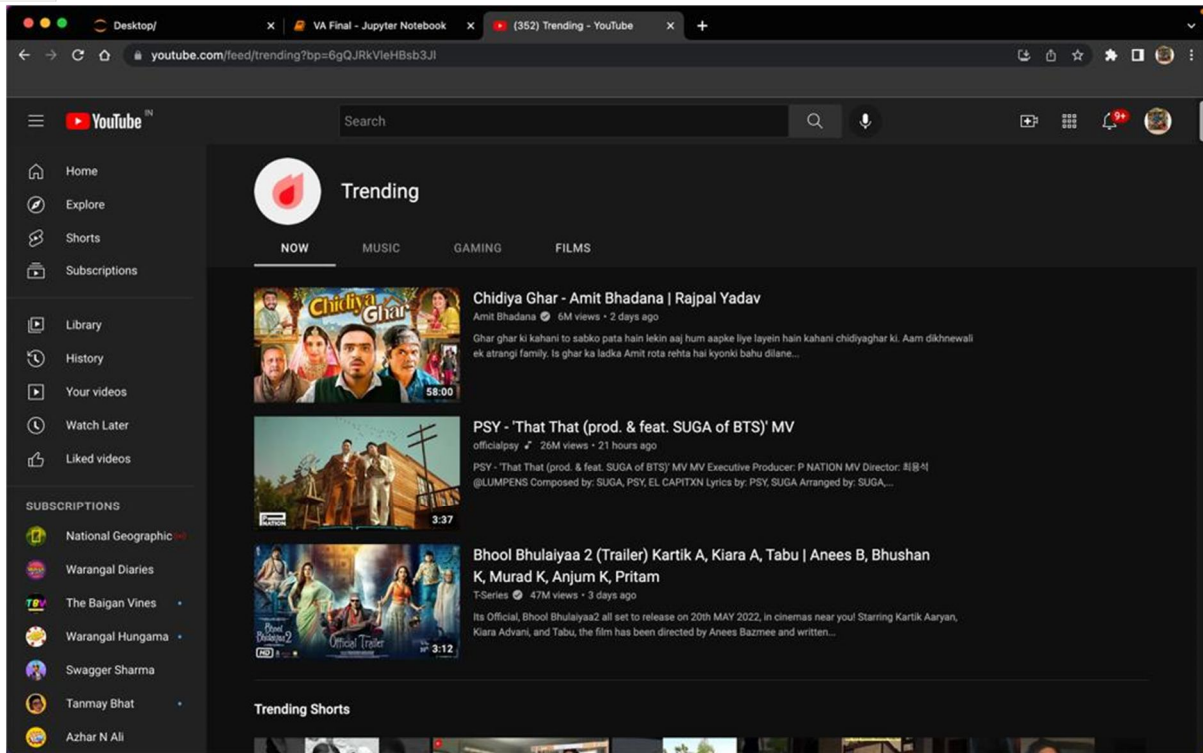 Desktop/
VA Final - Jupyter Notebook
(352) Trending - YouTube
youtube.com/feed/trending?bp=6gQJRkVleHBsb3Jl
YouTube IN
Search
9+
Home
Explore
Shorts
Subscriptions
Library
History
Your videos
Watch Later
Liked videos
SUBSCRIPTIONS
National Geographic
Warangal Diaries
The Baigan Vines
Warangal Hungama
Swagger Sharma
Tanmay Bhat
Azhar N Ali
Trending
NOW MUSIC GAMING FILMS
Chidiya Ghar
58:00
Chidiya Ghar - Amit Bhadana | Rajpal Yadav
Amit Bhadana 6M views • 2 days ago
Ghar ghar ki kahani to sabko pata hain lekin aaj hum aapke liye layein hain kahani chidiyaghar ki. Aam dikhnewali
ek atrangi family. Is ghar ka ladka Amit rota rehta hai kyonki bahu dilane...
P NATION
3:37
PSY - 'That That (prod. & feat. SUGA of BTS)' MV
officialpsy 26M views • 21 hours ago
PSY - 'That That (prod. & feat. SUGA of BTS)' MV MV Executive Producer: P NATION MV Director: 최용석
@LUMPENS Composed by: SUGA, PSY, EL CAPITXN Lyrics by: PSY, SUGA Arranged by: SUGA,...
Bhool
Bhulaiyaa2
Official Trailer
HD
3:12
Bhool Bhulaiyaa 2 (Trailer) Kartik A, Kiara A, Tabu | Anees B, Bhushan
K, Murad K, Anjum K, Pritam
T-Series 47M views • 3 days ago
Its Official, Bhool Bhulaiyaa2 all set to release on 20th MAY 2022, in cinemas near you! Starring Kartik Aaryan,
Kiara Advani, and Tabu, the film has been directed by Anees Bazmee and written...
Trending Shorts